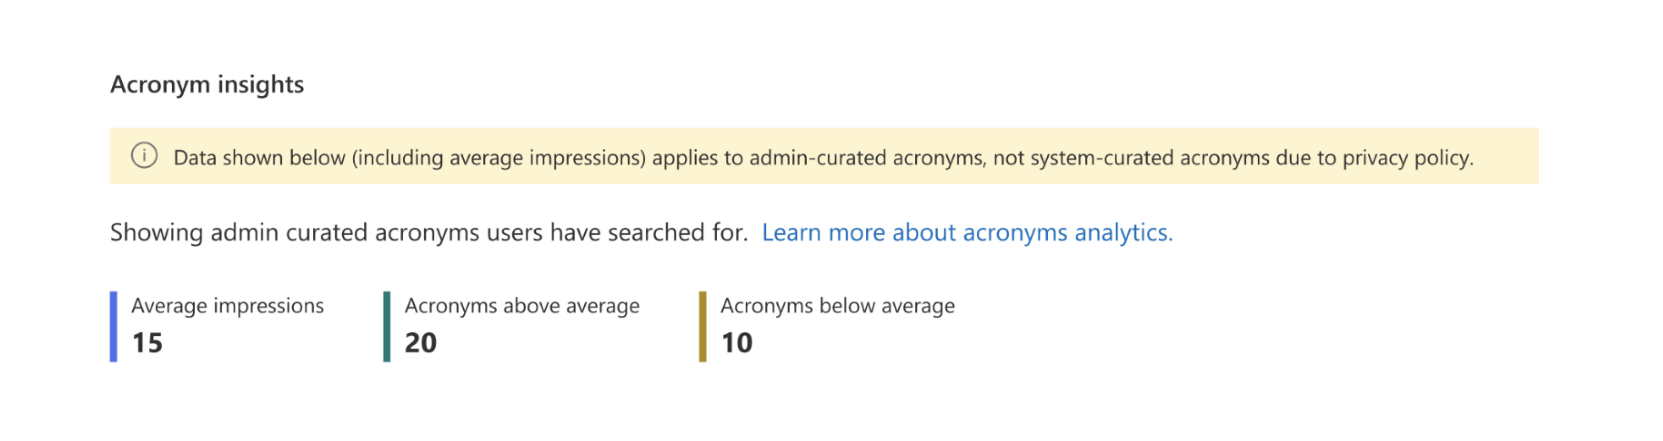 Acronym insights
Data shown below (including average impressions) applies to admin-curated acronyms, not system-curated acronyms due to privacy policy.
Showing admin curated acronyms users have searched for. Learn more about acronyms analytics.
Average impressions
15
Acronyms above average
20
Acronyms below average
10